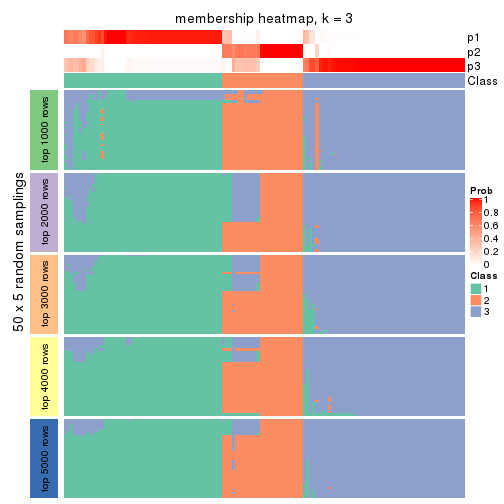 membership heatmap, k = 3
p1
p2
p3
Class
50 x 5 random samplings
top 1000 rows
top 2000 rows
top 3000 rows
top 4000 rows
top 5000 rows
Prob
1
0.8
0.6
0.4
0.2
0
Class
1
2
3